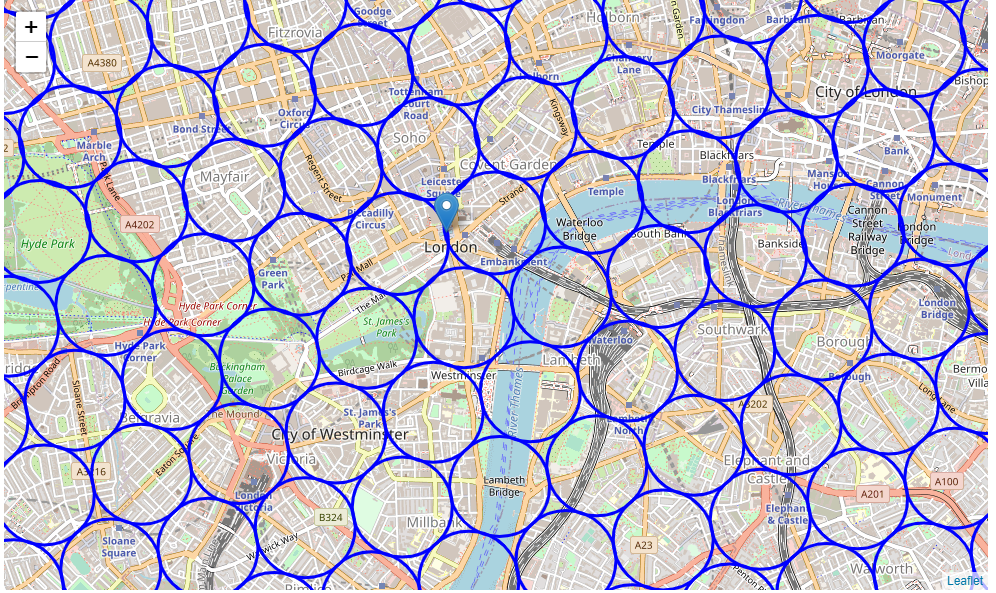 +
−
Goodge
Street
Fitzrovia
Holborn
Farringdon
Barbican
Barbican
A4380
Chancery
Lane
Moorgate
Holborn
Bishop
City of London
Tottenham
Court
Road
Kingsway
City Thameslink
Oxford
Circus
Bond Street
Soho
Temple
Marble
Arch
2
Blackfriars
Bank
Covent Garden
Mayfair
Regent Street
Park Lane
Leicester
Square
Strand
Temple
Blackfriars
Mansion
House
Cannon
Street
Monument
London
Blackfriars
River Thames
Cannon
Street
Railway
Bridge
London
Bridge
Piccadilly
Circus
A4202
Waterloo
Bridge
South Bank
Bankside
Thameslink
Hyde Park
London
Embankment
Pall Mall
Green
Park
The Mall
Hyde Park Corner
Hyde Park Corner
St. James's
Park
London
Bridge
Southwark
Waterloo
Borough
Hyde Park
Corner
Buckingham
Palace
Garden
Birdcage Walk
Westminster
Lambeth
Borough
Bermo
Villa
Brompton Road
Sloane Street
River Thames
Long Lane
A3202
Belgravia
St. James's
Park
Lambeth
North
City of Westminster
Eaton Square
Victoria
A3216
Elephant and
Castle
Lambeth
Bridge
A100
A201
London
Victoria
B324
Millbank
Elephant
& Castle
Sloane
Square
Warwick Way
A23
Walworth
Pimlico
Leaflet